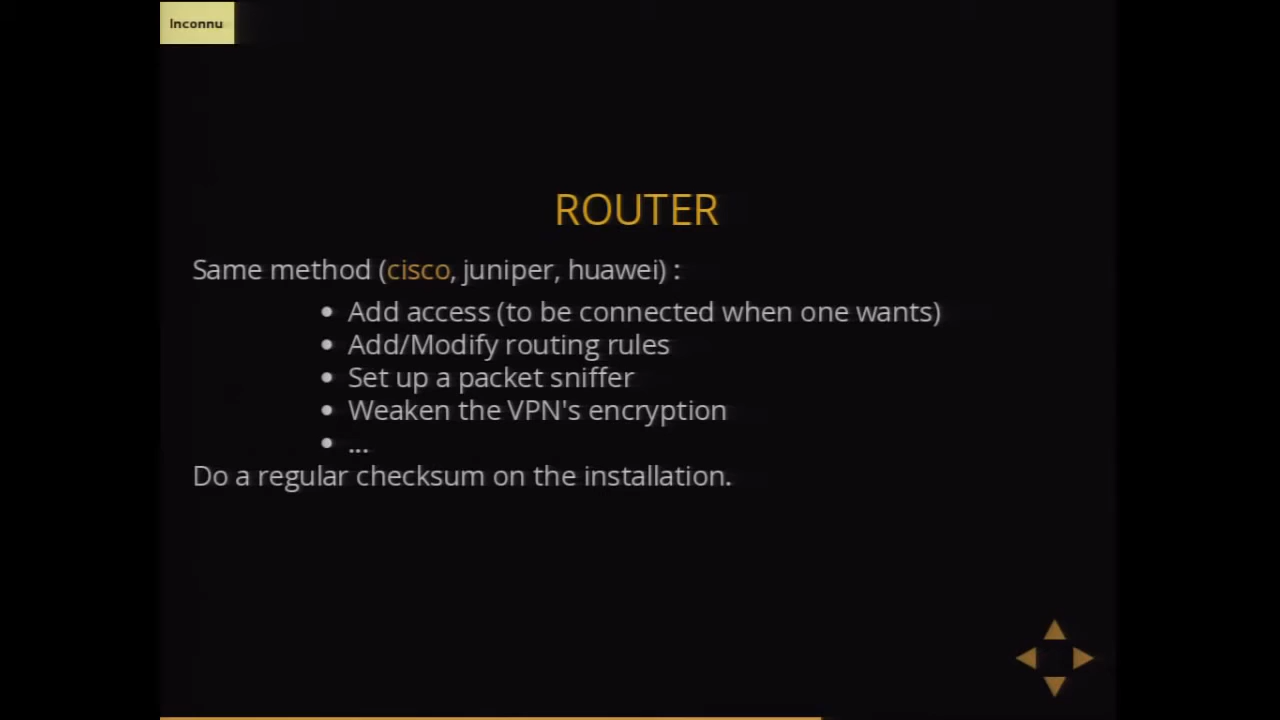 Inconnu
ROUTER
Same method (cisco, juniper, huawei) :
• Add access (to be connected when one wants)
• Add/Modify routing rules
• Set up a packet sniffer
• Weaken the VPN's encryption
• ...
Do a regular checksum on the installation.